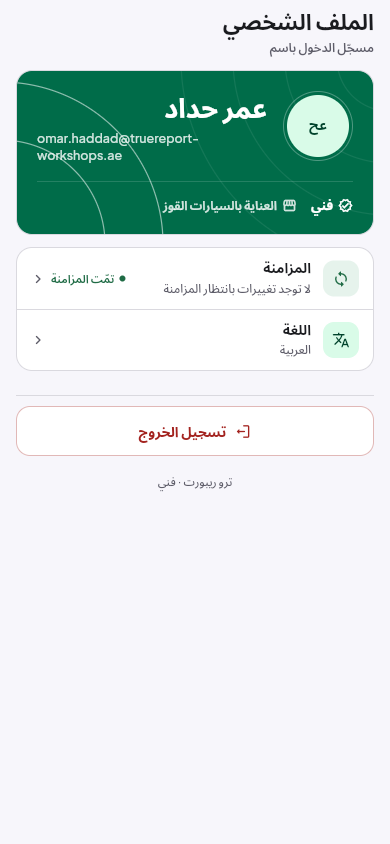 الملف الشخصي
مسجّل الدخول باسم
عح
عمر حداد
omar.haddad@truereport-
workshops.ae
فني
العناية بالسيارات القوز
المزامنة
لا توجد تغييرات بانتظار المزامنة
تمّت المزامنة
اللغة
العربية
تسجيل الخروج
ترو ريبورت · فني